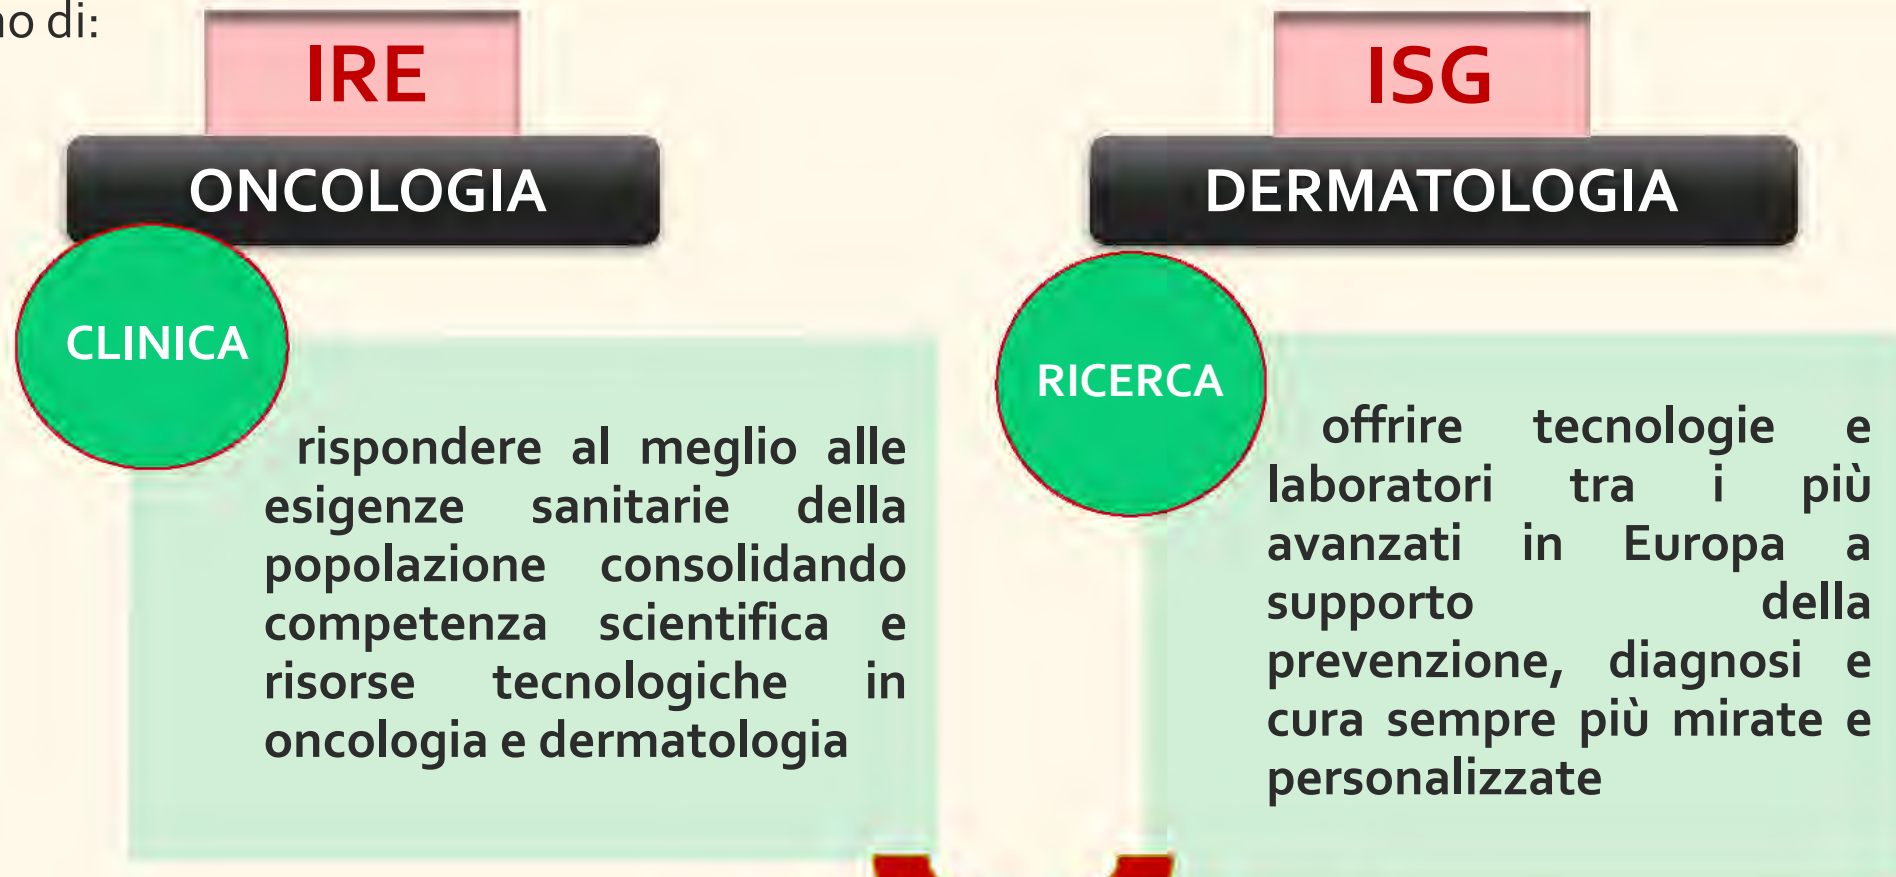 di:
IRE
ONCOLOGIA
CLINICA
rispondere al meglio alle
esigenze sanitarie della
popolazione consolidando
competenza scientifica e
risorse tecnologiche in
oncologia e dermatologia
ISG
DERMATOLOGIA
RICERCA
offrire tecnologie e
laboratori tra i più
avanzati in Europa a
supporto della
prevenzione, diagnosi e
cura sempre più mirate e
personalizzate